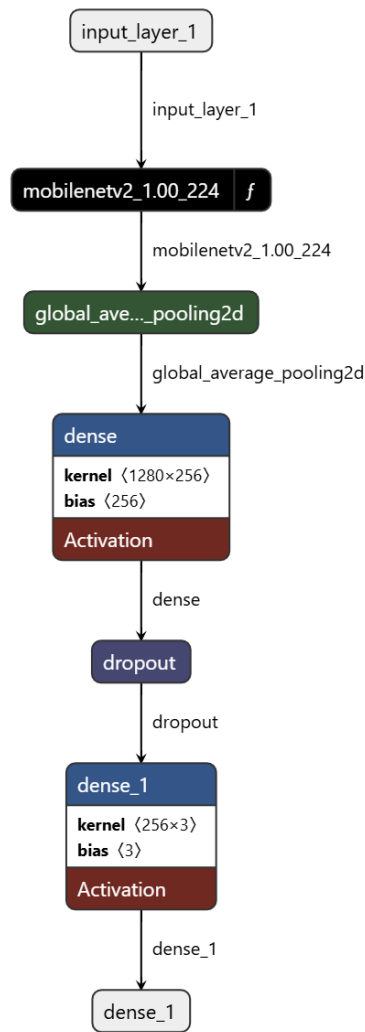 input_layer_1
input_layer_1
mobilenetv2_1.00_224 ƒ
mobilenetv2_1.00_224
global_ave..._pooling2d
global_average_pooling2d
dense
kernel 〈1280×256〉
bias 〈256〉
Activation
dense
dropout
dropout
dense_1
kernel 〈256×3〉
bias 〈3〉
Activation
dense_1
dense_1